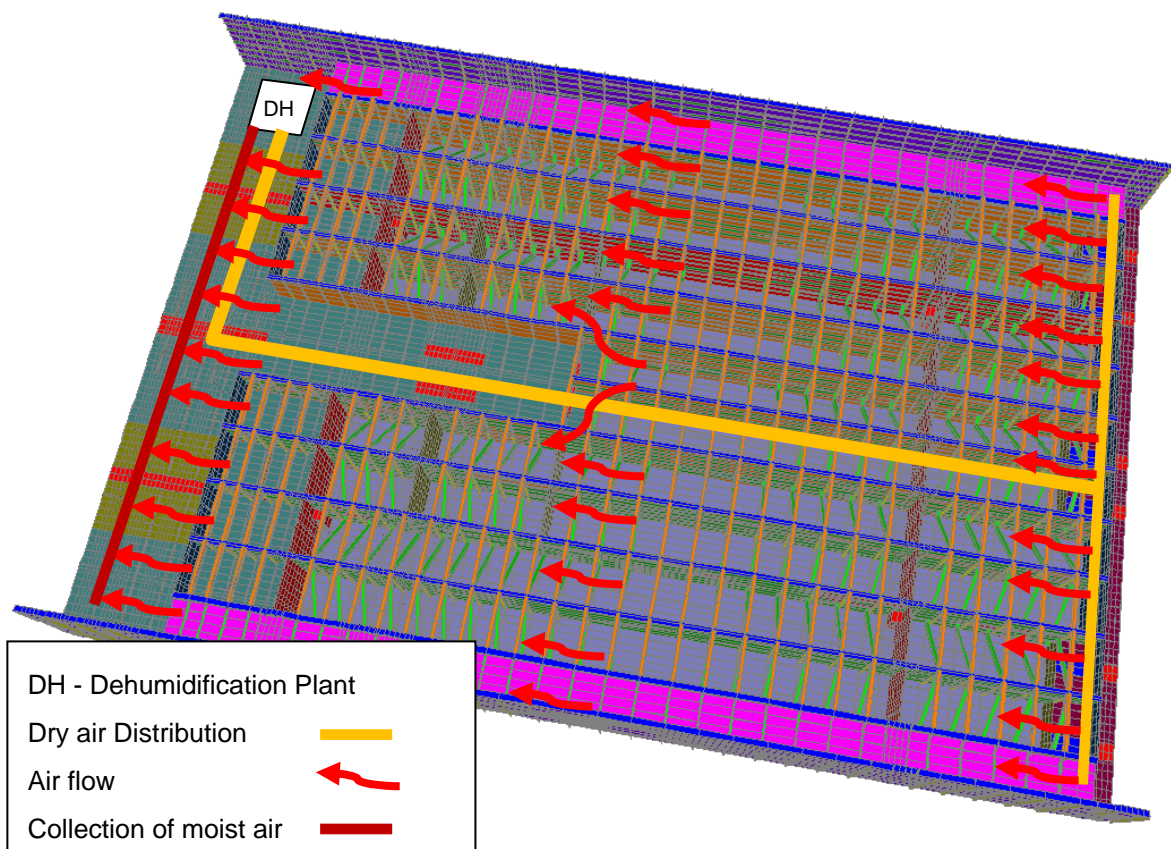 DH
DH - Dehumidification Plant
Dry air Distribution
Air flow
Collection of moist air